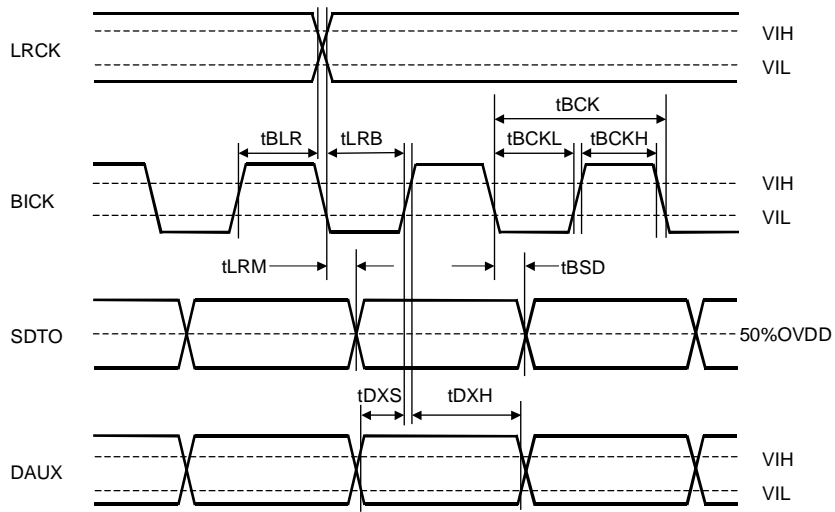 LRCK
VIH
VIL
tBCK
tBLR
tLRB
tBCKL
tBCKH
BICK
VIH
VIL
tLRM
tBSD
SDTO
50%OVDD
tDXS
tDXH
DAUX
VIH
VIL